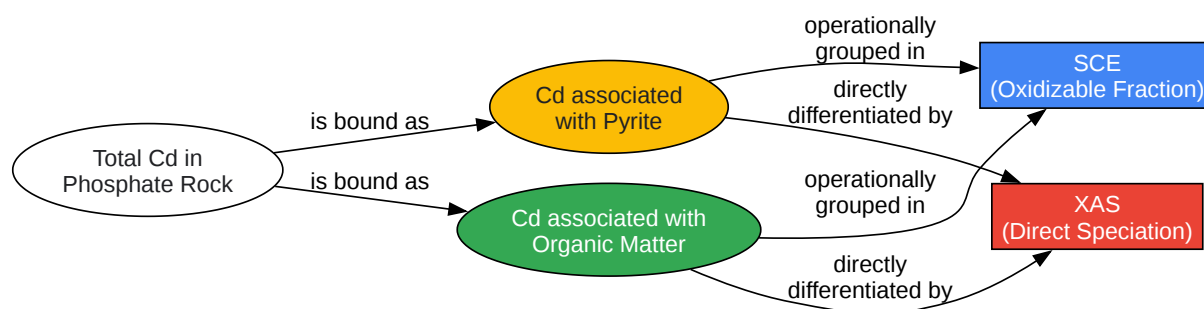 Total Cd in
Phosphate Rock
is bound as
is bound as
Cd associated
with Pyrite
Cd associated with
Organic Matter
operationally
grouped in
directly
differentiated by
operationally
grouped in
directly
differentiated by
SCE
(Oxidizable Fraction)
XAS
(Direct Speciation)